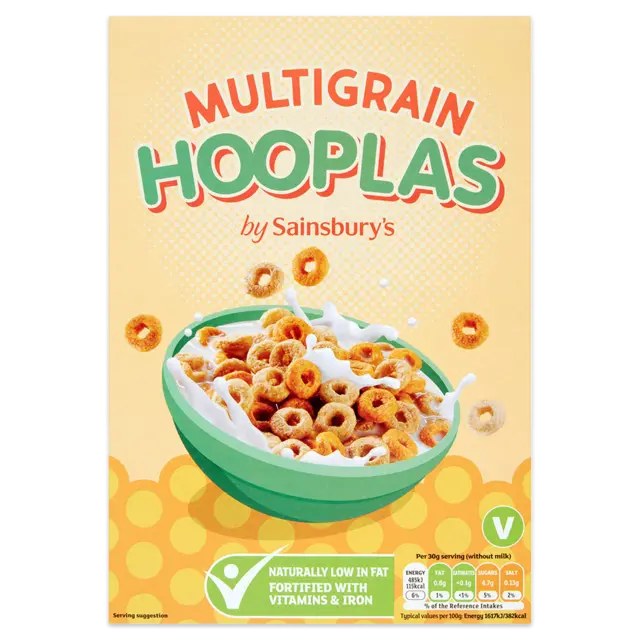 MULTIGRAIN
HOOPLAS
by Sainsbury's
V
NATURALLY LOW IN FAT
FORTIFIED WITH
VITAMINS & IRON
Per 30g serving (without milk)
ENERGY FAT SATURATES SUGARS SALT
485kJ
115kcal 0.8g <0.1g 4.7g 0.13g
6% 1% <1% 5% 2%
% of the Reference Intakes
Typical values per 100g: Energy 1617kJ/382kcal
Serving suggestion